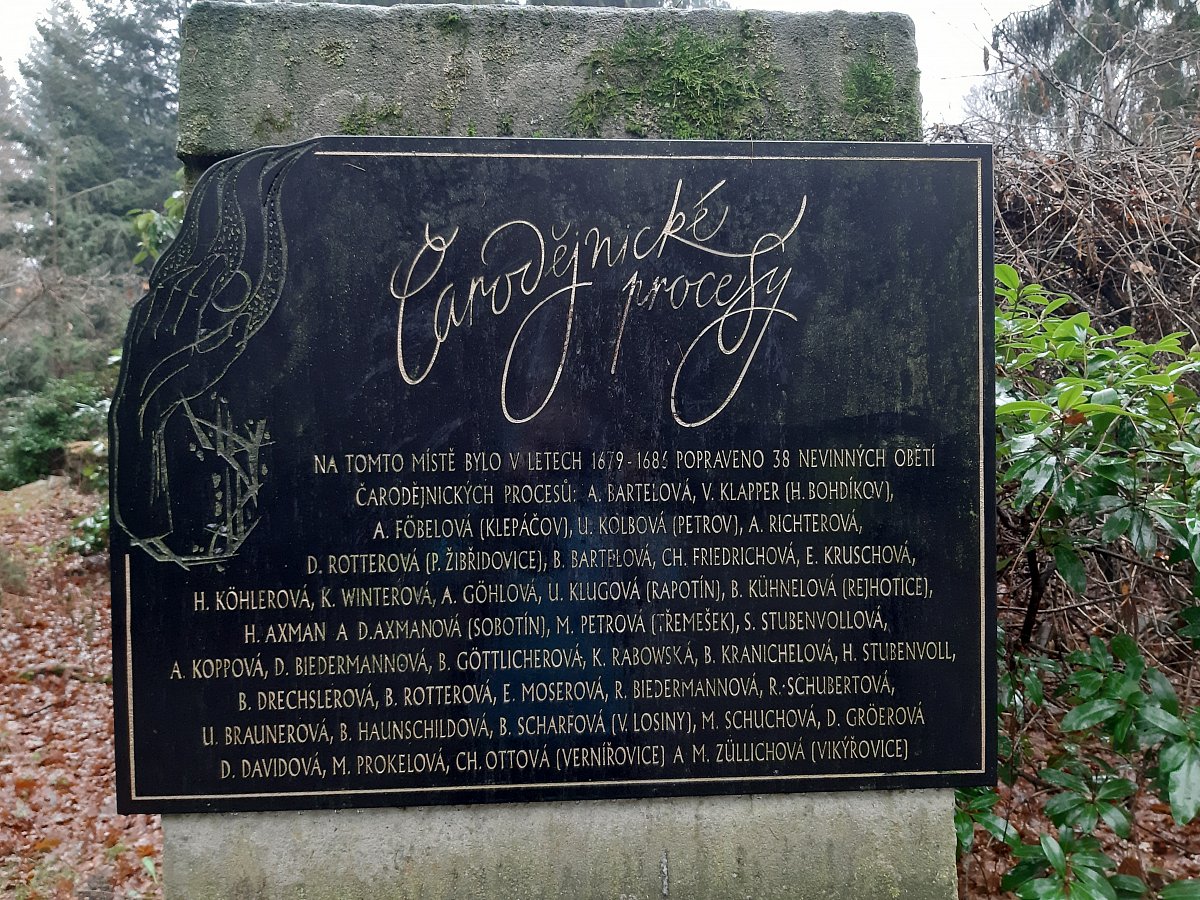 Čarodějnické
procesy
NA TOMTO MÍSTĚ BYLO V LETECH 1679-1686 POPRAVENO 38 NEVINNÝCH OBĚTÍ
ČARODĚJNICKÝCH PROCESŮ: A. BARTELOVÁ, V. KLAPPER (H. BOHDÍKOV),
A. FÖBELOVÁ (KLEPÁČOV), U. KOLBOVÁ (PETROV), A. RICHTEROVÁ,
D. ROTTEROVÁ (P. ŽIBŘIDOVICE), B. BARTELOVÁ, CH. FRIEDRICHOVÁ, E. KRUSCHOVÁ,
H. KÖHLEROVÁ, K. WINTEROVÁ, A. GÖHLOVÁ, U. KLUGOVÁ (RAPOTÍN), B. KÜHNELOVÁ (REJHOTICE),
H. AXMAN A D.AXMANOVÁ (SOBOTÍN), M. PETROVÁ (TŘEMEŠEK), S. STUBENVOLLOVÁ,
A. KOPPOVÁ, D. BIEDERMANNOVÁ, B. GÖTTLICHEROVÁ, K. RABOWSKÁ, B. KRANICHELOVÁ, H. STUBENVOLL,
B. DRECHSLEROVÁ, B. ROTTEROVÁ, E. MOSEROVÁ, R. BIEDERMANNOVÁ, R. SCHUBERTOVÁ,
U. BRAUNEROVÁ, B. HAUNSCHILDOVÁ, B. SCHARFOVÁ (V. LOSINY), M. SCHUCHOVÁ, D. GRÖEROVÁ
D. DAVIDOVÁ, M. PROKELOVÁ, CH. OTTOVÁ (VERNÍŘOVICE) A M. ZÜLLICHOVÁ (VIKÝŘOVICE)